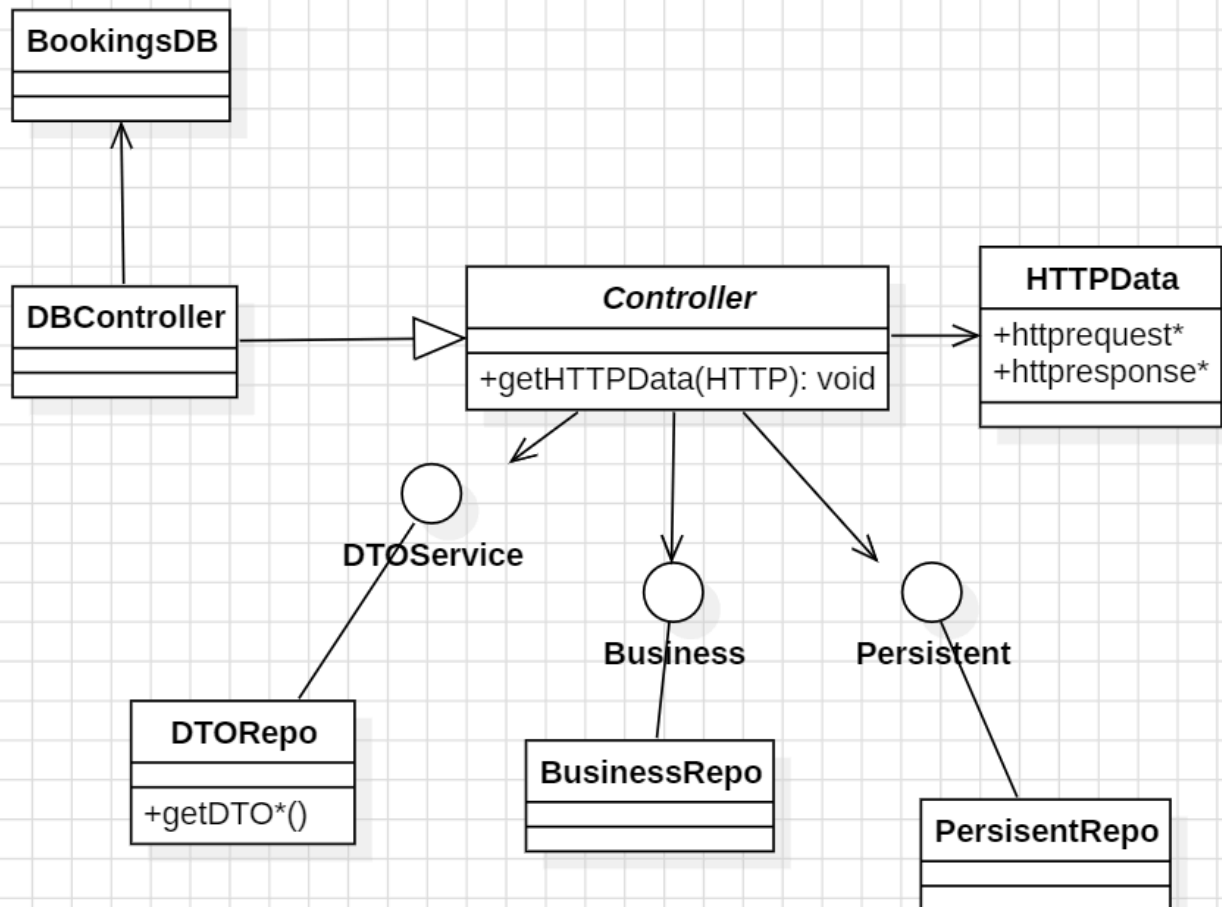 BookingsDB
DBController
Controller
+getHTTPData(HTTP): void
HTTPData
+httprequest*
+httpresponse*
DTOService
Business
Persistent
DTORepo
+getDTO*()
BusinessRepo
PersisentRepo